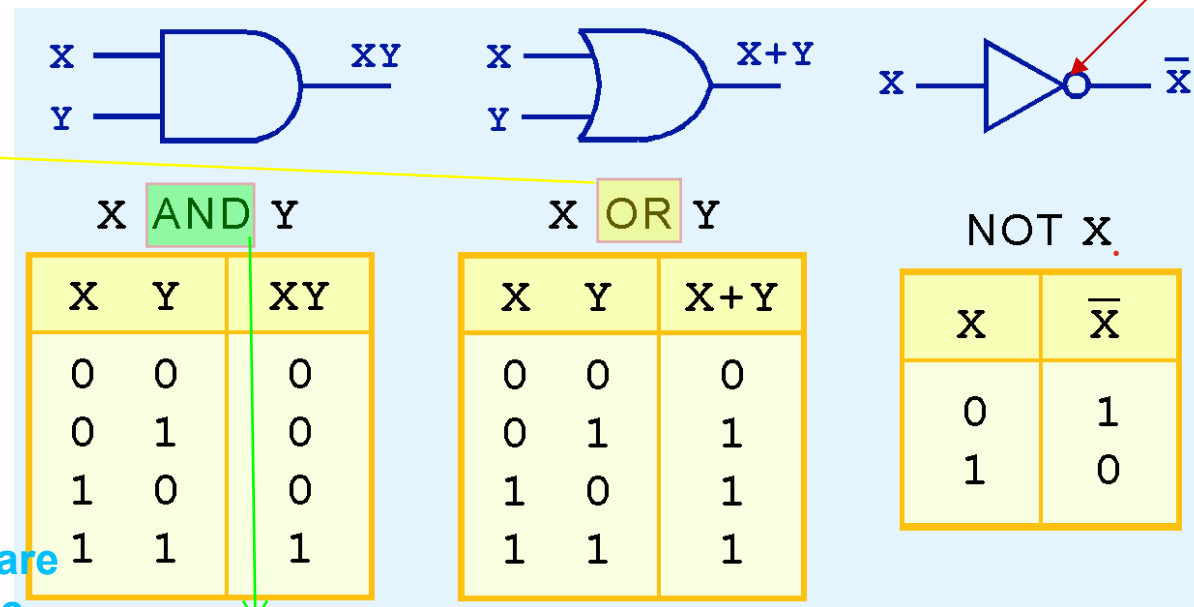 X XY
Y
X X+Y
Y
X X̅
X AND Y
X Y XY
0 0 0
0 1 0
1 0 0
1 1 1
X OR Y
X Y X+Y
0 0 0
0 1 1
1 0 1
1 1 1
NOT X
X X̅
0 1
1 0
are